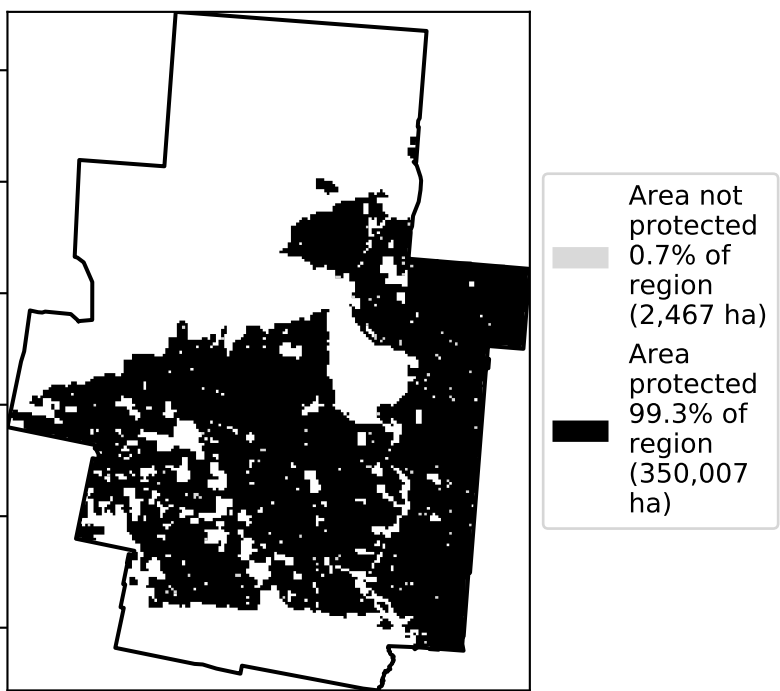 Area not
protected
0.7% of
region
(2,467 ha)
Area
protected
99.3% of
region
(350,007
ha)